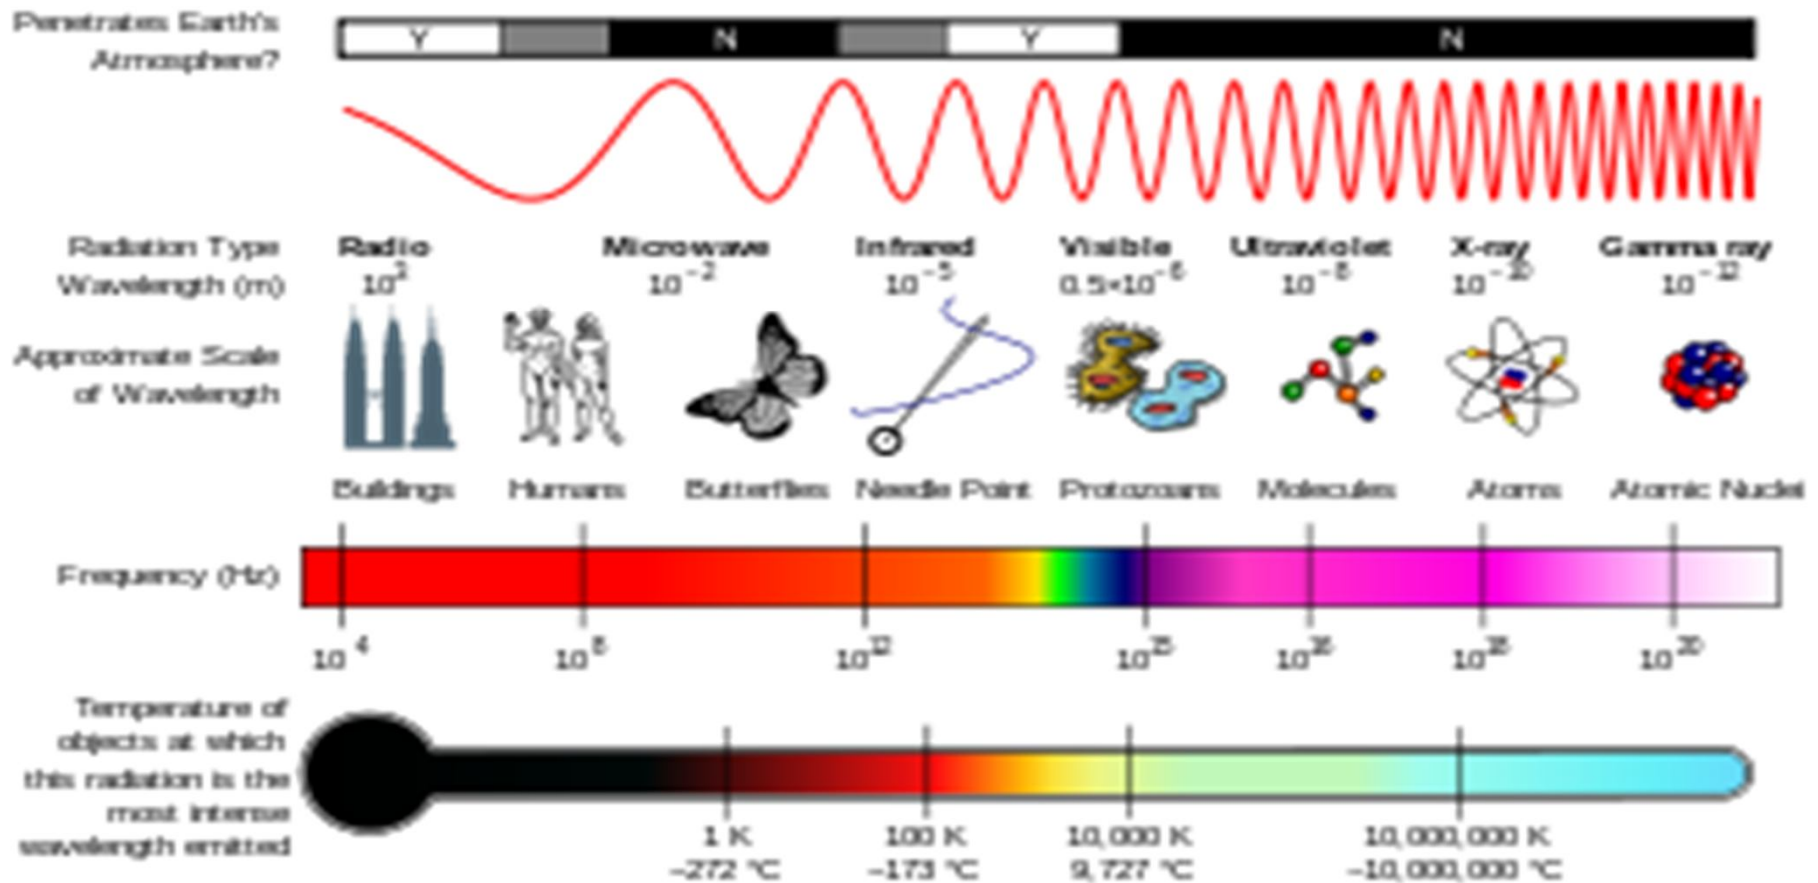 Penetrates Earth's
Atmosphere?
Y N Y N
Radiation Type
Wavelength (m)
Radio Microwave Infrared Visible Ultraviolet X-ray Gamma ray
10³ 10⁻² 10⁻⁵ 0.5×10⁻⁶ 10⁻⁸ 10⁻¹⁰ 10⁻¹²
Approximate Scale
of Wavelength
Buildings Humans Butterflies Needle Point Protozoans Molecules Atoms Atomic Nuclei
Frequency (Hz)
10⁴ 10⁸ 10¹² 10¹⁵ 10¹⁶ 10¹⁸ 10²⁰
Temperature of
objects at which
this radiation is the
most intense
wavelength emitted
1 K 100 K 10,000 K 10,000,000 K
−272 °C −173 °C 9,727 °C ~10,000,000 °C